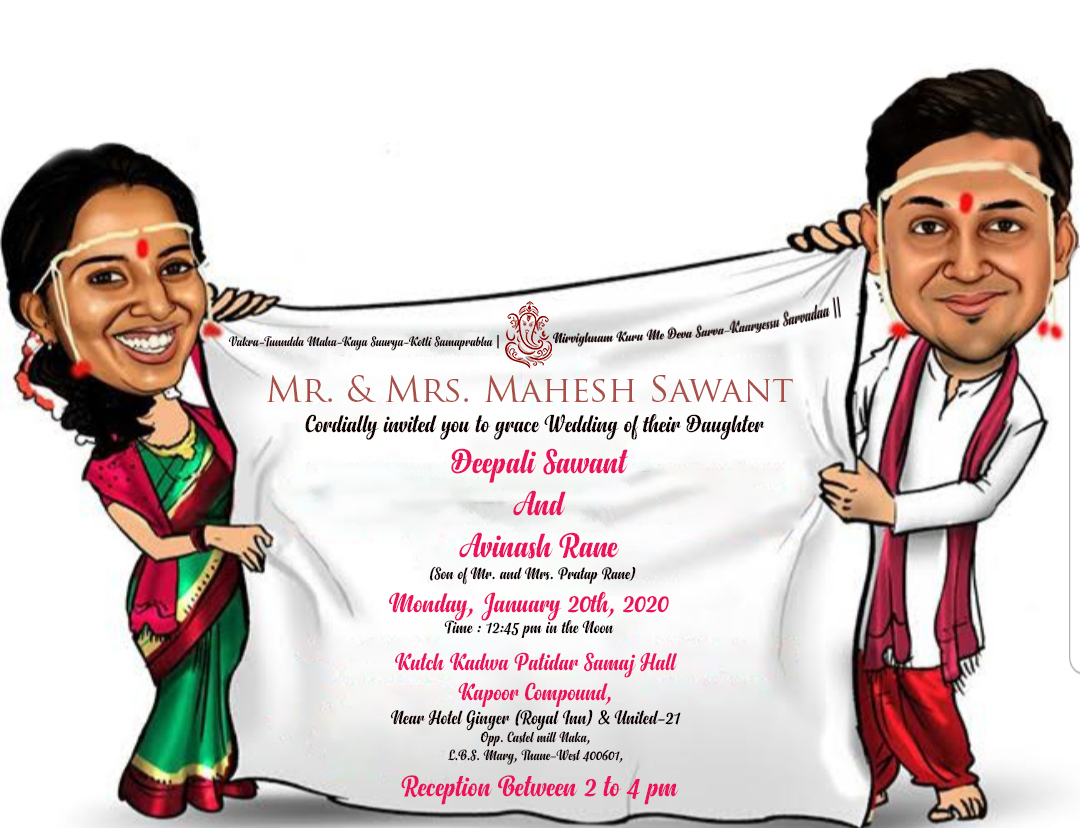 Vakra-Tuuudda Maha-Kaya Suurya-Kotti Samaprabha |
Nirvighnam Kuru Me Deva Sarva-Kaaryessu Sarvadaa ||
MR. & MRS. MAHESH SAWANT
Cordially invited you to grace Wedding of their Daughter
Deepali Sawant
And
Avinash Rane
(Son of Mr. and Mrs. Pratap Rane)
Monday, January 20th, 2020
Time : 12:45 pm in the Noon
Kutch Kadwa Patidar Samaj Hall
Kapoor Compound,
Near Hotel Ginger (Royal Inn) & United-21
Opp. Castel mill Naka,
L.B.S. Marg, Thane-West 400601,
Reception Between 2 to 4 pm